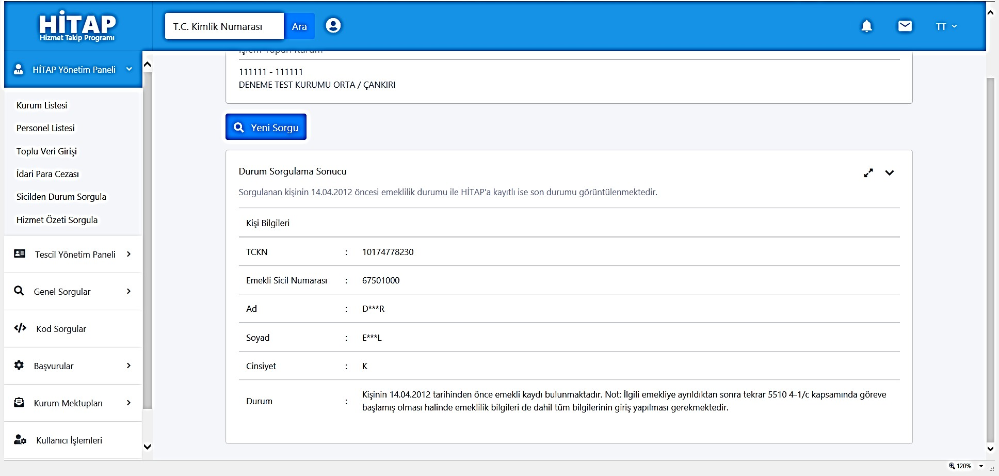 HİTAP
Hizmet Takip Programı
T.C. Kimlik Numarası
Ara
TT
HİTAP Yönetim Paneli
Kurum Listesi
Personel Listesi
Toplu Veri Girişi
İdari Para Cezası
Sicilden Durum Sorgula
Hizmet Özeti Sorgula
Tescil Yönetim Paneli
Genel Sorgular
Kod Sorgular
Başvurular
Kurum Mektupları
Kullanıcı İşlemleri
İşlem Yapan Kurum
111111 - 111111
DENEME TEST KURUMU ORTA / ÇANKIRI
Yeni Sorgu
Durum Sorgulama Sonucu
Sorgulanan kişinin 14.04.2012 öncesi emeklilik durumu ile HİTAP'a kayıtlı ise son durumu görüntülenmektedir.
Kişi Bilgileri
TCKN : 10174778230
Emekli Sicil Numarası : 67501000
Ad : D***R
Soyad : E***L
Cinsiyet : K
Durum : Kişinin 14.04.2012 tarihinden önce emekli kaydı bulunmaktadır. Not: İlgili emekliye ayrıldıktan sonra tekrar 5510 4-1/c kapsamında göreve
başlamış olması halinde emeklilik bilgileri de dahil tüm bilgilerinin giriş yapılması gerekmektedir.
120%